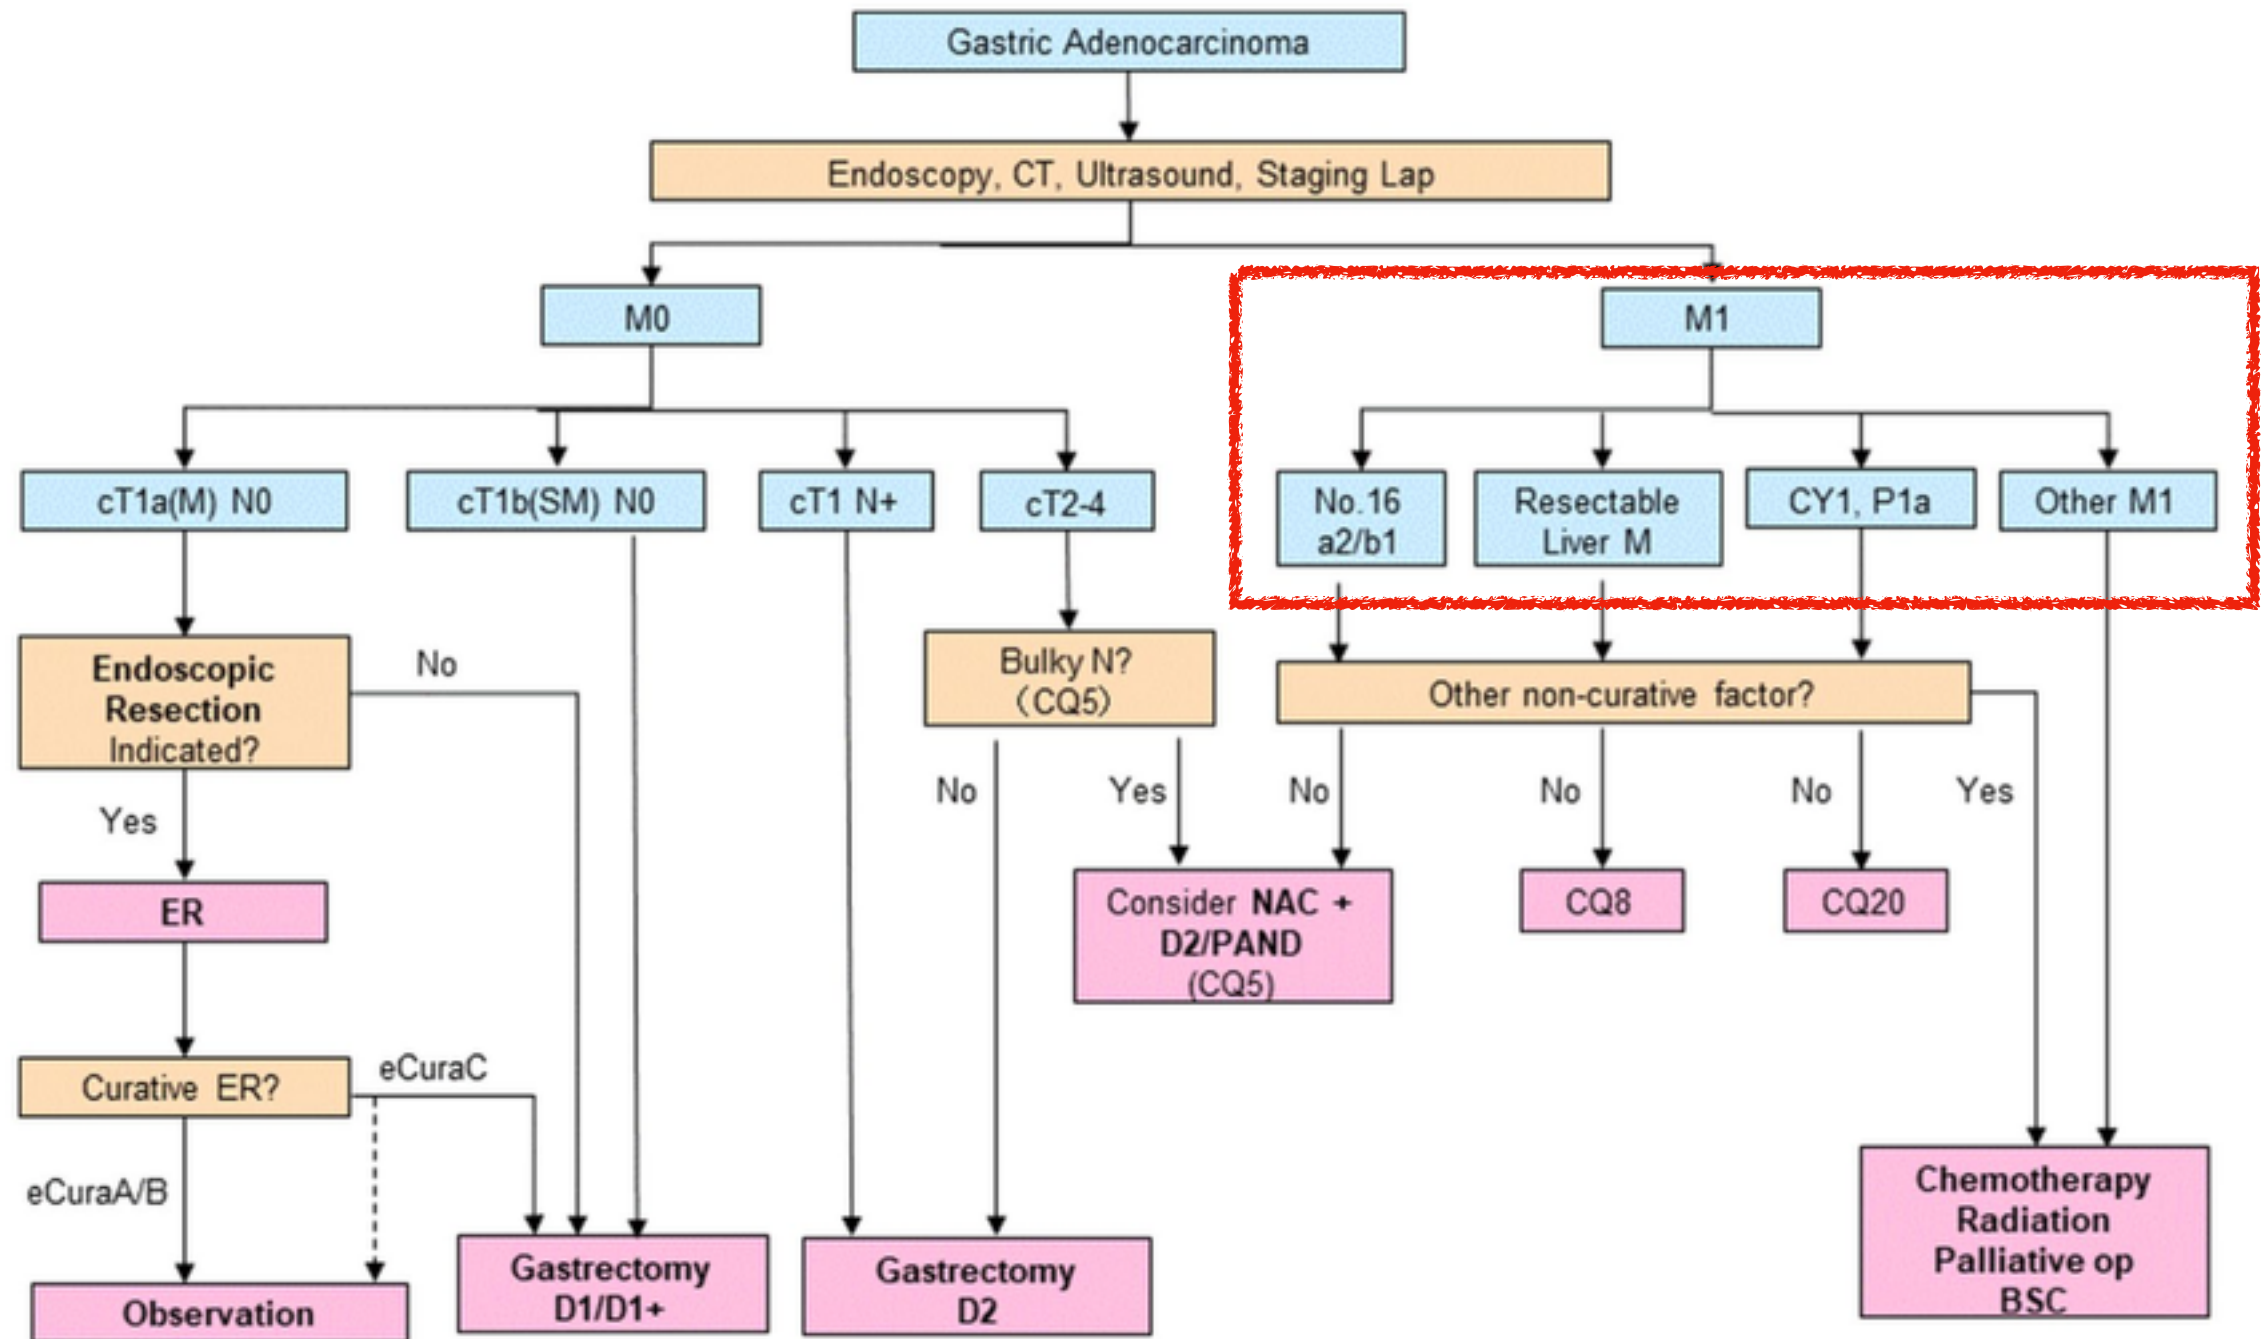 Gastric Adenocarcinoma
Endoscopy, CT, Ultrasound, Staging Lap
M0
M1
cT1a(M) N0
cT1b(SM) N0
cT1 N+
cT2-4
No.16
a2/b1
Resectable
Liver M
CY1, P1a
Other M1
Endoscopic
Resection
Indicated?
No
Bulky N?
(CQ5)
Other non-curative factor?
Yes
No
Yes
No
No
No
Yes
ER
Consider NAC +
D2/PAND
(CQ5)
CQ8
CQ20
Curative ER?
eCuraC
eCuraA/B
Observation
Gastrectomy
D1/D1+
Gastrectomy
D2
Chemotherapy
Radiation
Palliative op
BSC